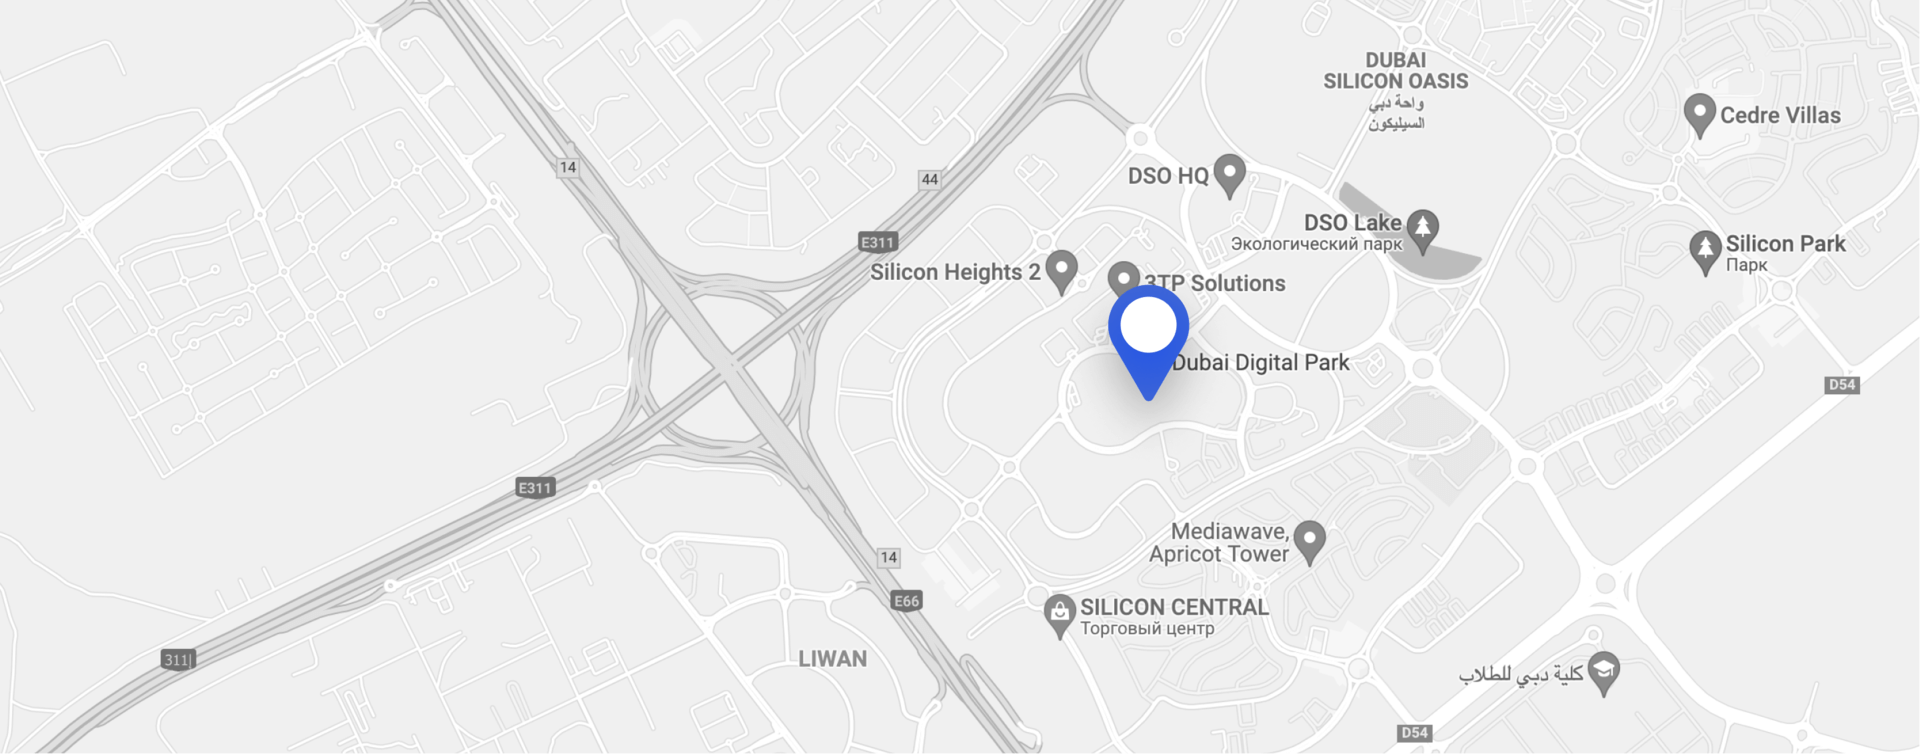 DUBAI
SILICON OASIS
واحة دبي
السيليكون
Cedre Villas
14
44
DSO HQ
DSO Lake
Экологический парк
E311
Silicon Park
Парк
Silicon Heights 2
3TP Solutions
Dubai Digital Park
D54
E311
Mediawave,
Apricot Tower
14
E66
SILICON CENTRAL
Торговый центр
311|
LIWAN
كلية دبي للطلاب
D54